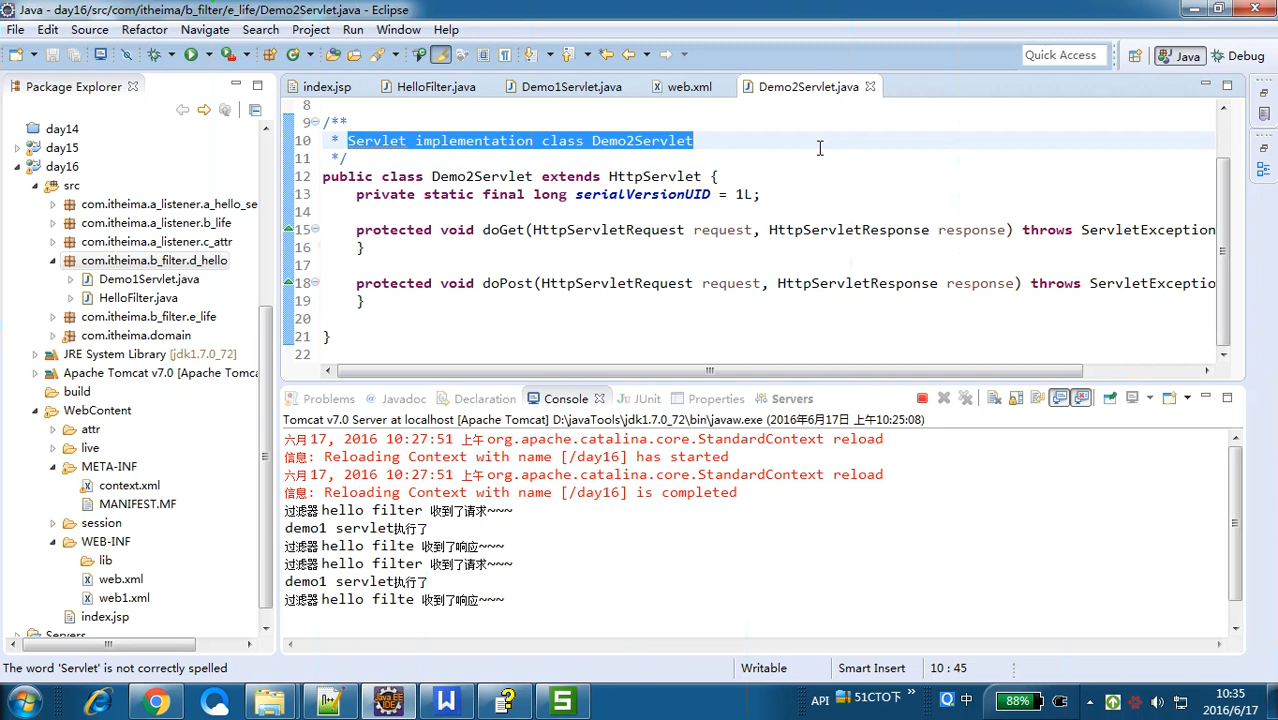 Java - day16/src/com/itheima/b_filter/e_life/Demo2Servlet.java - Eclipse
File Edit Source Refactor Navigate Search Project Run Window Help
Quick Access
Java
Debug
Package Explorer
day14
day15
day16
src
com.itheima.a_listener.a_hello_se
com.itheima.a_listener.b_life
com.itheima.a_listener.c_attr
com.itheima.b_filter.d_hello
Demo1Servlet.java
HelloFilter.java
com.itheima.b_filter.e_life
com.itheima.domain
JRE System Library [jdk1.7.0_72]
Apache Tomcat v7.0 [Apache Tomca
build
WebContent
attr
live
META-INF
context.xml
MANIFEST.MF
session
WEB-INF
lib
web.xml
web1.xml
index.jsp
Servers
index.jsp HelloFilter.java Demo1Servlet.java web.xml Demo2Servlet.java
8
9 /**
10 * Servlet implementation class Demo2Servlet
11 */
12 public class Demo2Servlet extends HttpServlet {
13 private static final long serialVersionUID = 1L;
14
15 protected void doGet(HttpServletRequest request, HttpServletResponse response) throws ServletException
16 }
17
18 protected void doPost(HttpServletRequest request, HttpServletResponse response) throws ServletExceptio
19 }
20
21 }
22
Problems Javadoc Declaration Console JUnit Properties Servers
Tomcat v7.0 Server at localhost [Apache Tomcat] D:\javaTools\jdk1.7.0_72\bin\javaw.exe (2016年6月17日 上午10:25:08)
六月 17, 2016 10:27:51 上午 org.apache.catalina.core.StandardContext reload
信息: Reloading Context with name [/day16] has started
六月 17, 2016 10:27:51 上午 org.apache.catalina.core.StandardContext reload
信息: Reloading Context with name [/day16] is completed
过滤器 hello filter 收到了请求~~~
demo1 servlet执行了
过滤器 hello filte 收到了响应~~~
过滤器 hello filter 收到了请求~~~
demo1 servlet执行了
过滤器 hello filte 收到了响应~~~
The word 'Servlet' is not correctly spelled
Writable
Smart Insert
10 : 45
API
51CTO下
中
88%
10:35
2016/6/17